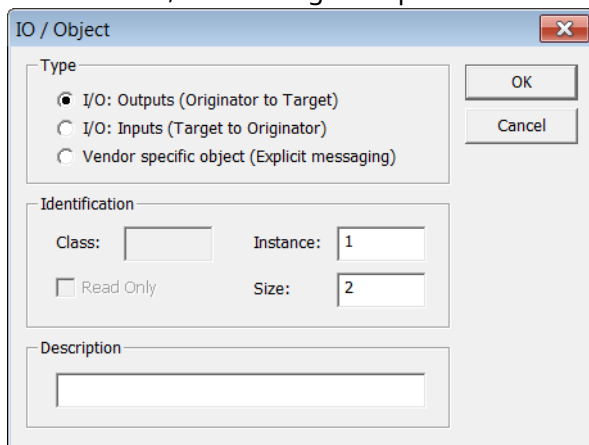 IO / Object
Type
I/O: Outputs (Originator to Target)
I/O: Inputs (Target to Originator)
Vendor specific object (Explicit messaging)
OK
Cancel
Identification
Class:
Instance: 1
Read Only
Size: 2
Description